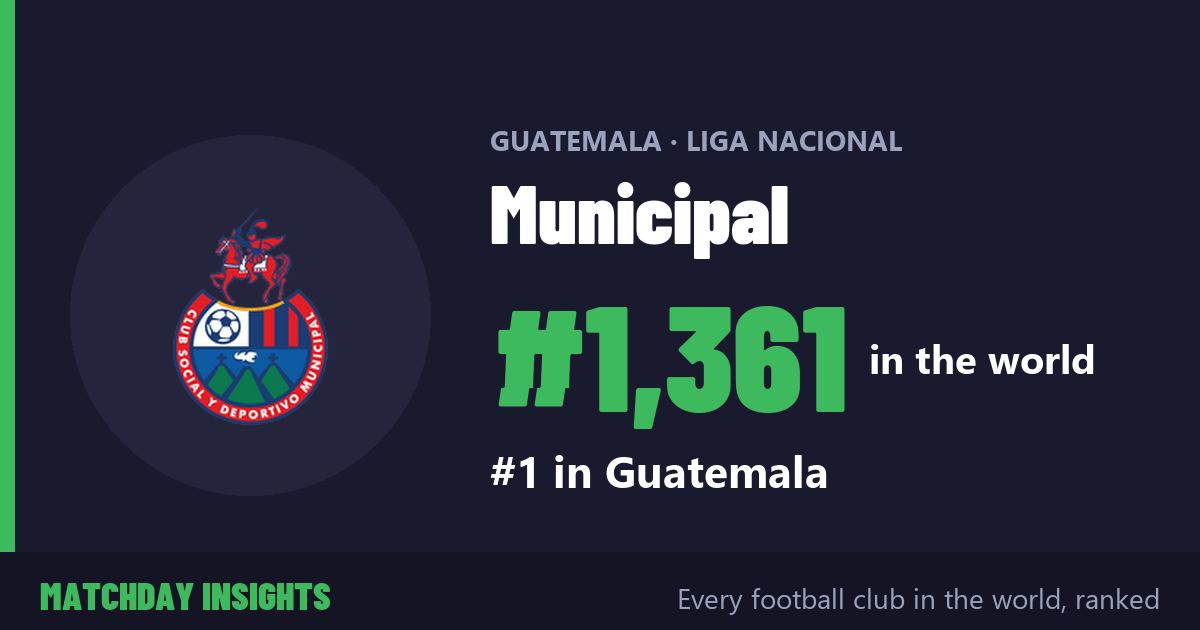 GUATEMALA · LIGA NACIONAL
Municipal
#1,361 in the world
#1 in Guatemala
CLUB SOCIAL Y DEPORTIVO MUNICIPAL
MATCHDAY INSIGHTS
Every football club in the world, ranked